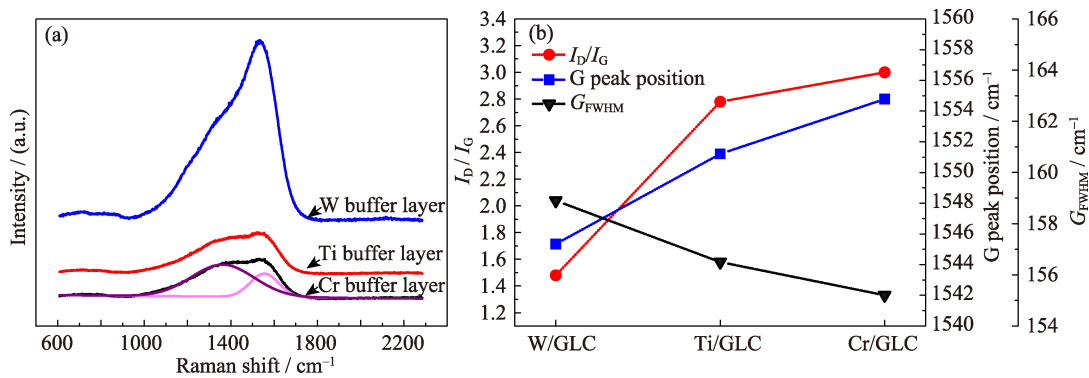 (a)
Intensity / (a.u.)
W buffer layer
Ti buffer layer
Cr buffer layer
600 1000 1400 1800 2200
Raman shift / cm⁻¹
(b)
I_D/I_G
G peak position
G_FWHM
3.4
3.2
3.0
2.8
2.6
2.4
2.2
2.0
1.8
1.6
1.4
1.2
I_D / I_G
W/GLC Ti/GLC Cr/GLC
1560
1558
1556
1554
1552
1550
1548
1546
1544
1542
1540
G peak position / cm⁻¹
166
164
162
160
158
156
154
G_FWHM / cm⁻¹